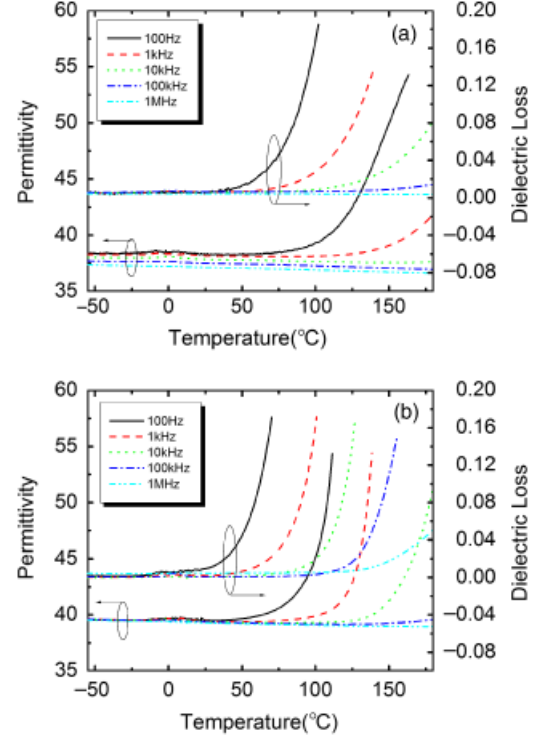 60
55
50
45
40
35
Permittivity
100Hz
1kHz
10kHz
100kHz
1MHz
(a)
0.20
0.16
0.12
0.08
0.04
0.00
−0.04
−0.08
Dielectric Loss
−50 0 50 100 150
Temperature(°C)
60
55
50
45
40
35
Permittivity
100Hz
1kHz
10kHz
100kHz
1MHz
(b)
0.20
0.16
0.12
0.08
0.04
0.00
−0.04
−0.08
Dielectric Loss
−50 0 50 100 150
Temperature(°C)